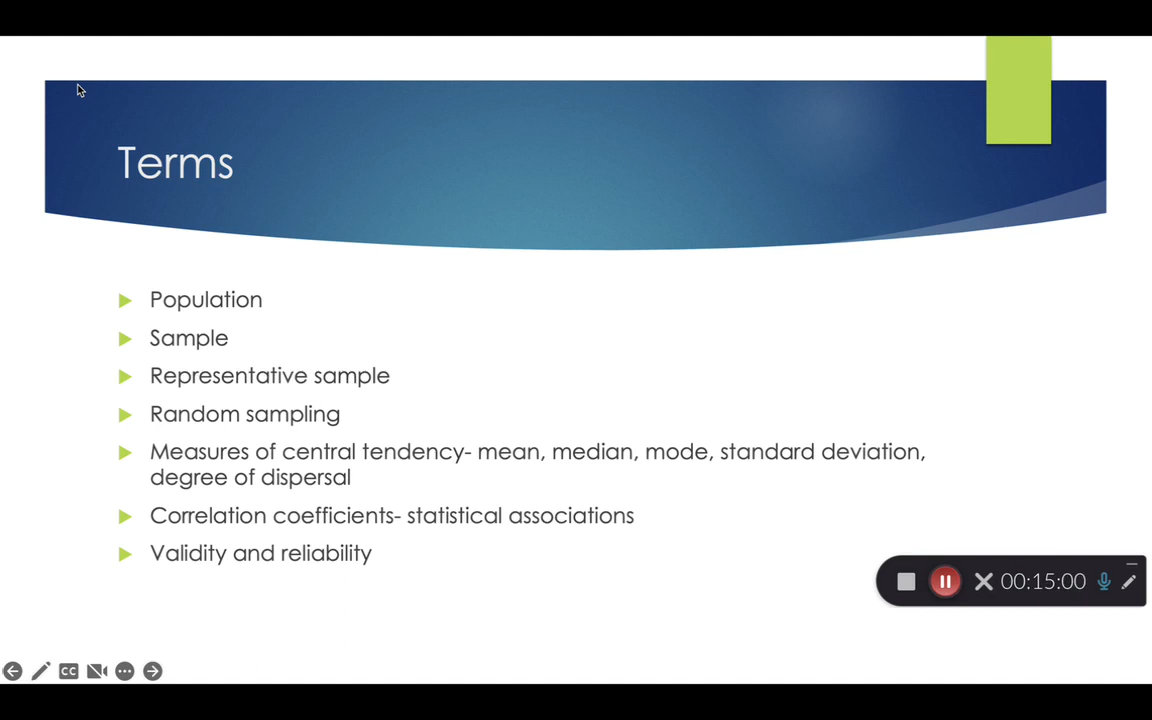 Terms
Population
Sample
Representative sample
Random sampling
Measures of central tendency- mean, median, mode, standard deviation,
degree of dispersal
Correlation coefficients- statistical associations
Validity and reliability
00:15:00
CC